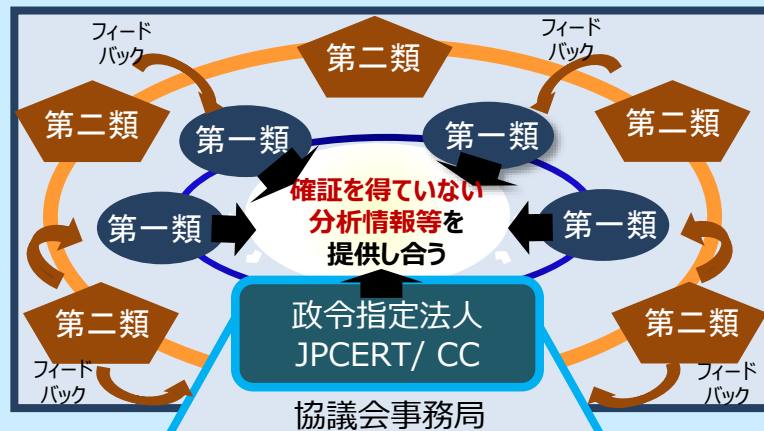 フィード
バック
第二類
フィード
バック
第二類
第二類
第一類
第一類
確証を得ていない
分析情報等を
提供し合う
第一類
第一類
第二類
政令指定法人
JPCERT/ CC
第二類
フィード
バック
フィード
バック
協議会事務局